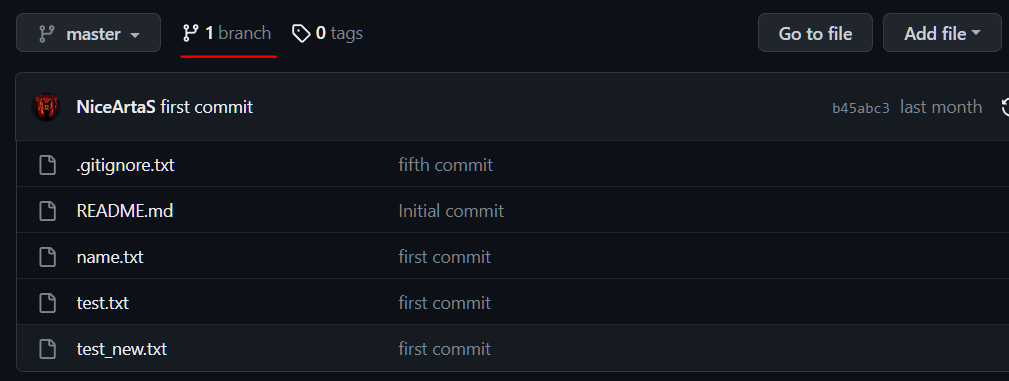 master 1 branch 0 tags Go to file Add file
NiceArtaS first commit b45abc3 last month
.gitignore.txt fifth commit
README.md Initial commit
name.txt first commit
test.txt first commit
test_new.txt first commit